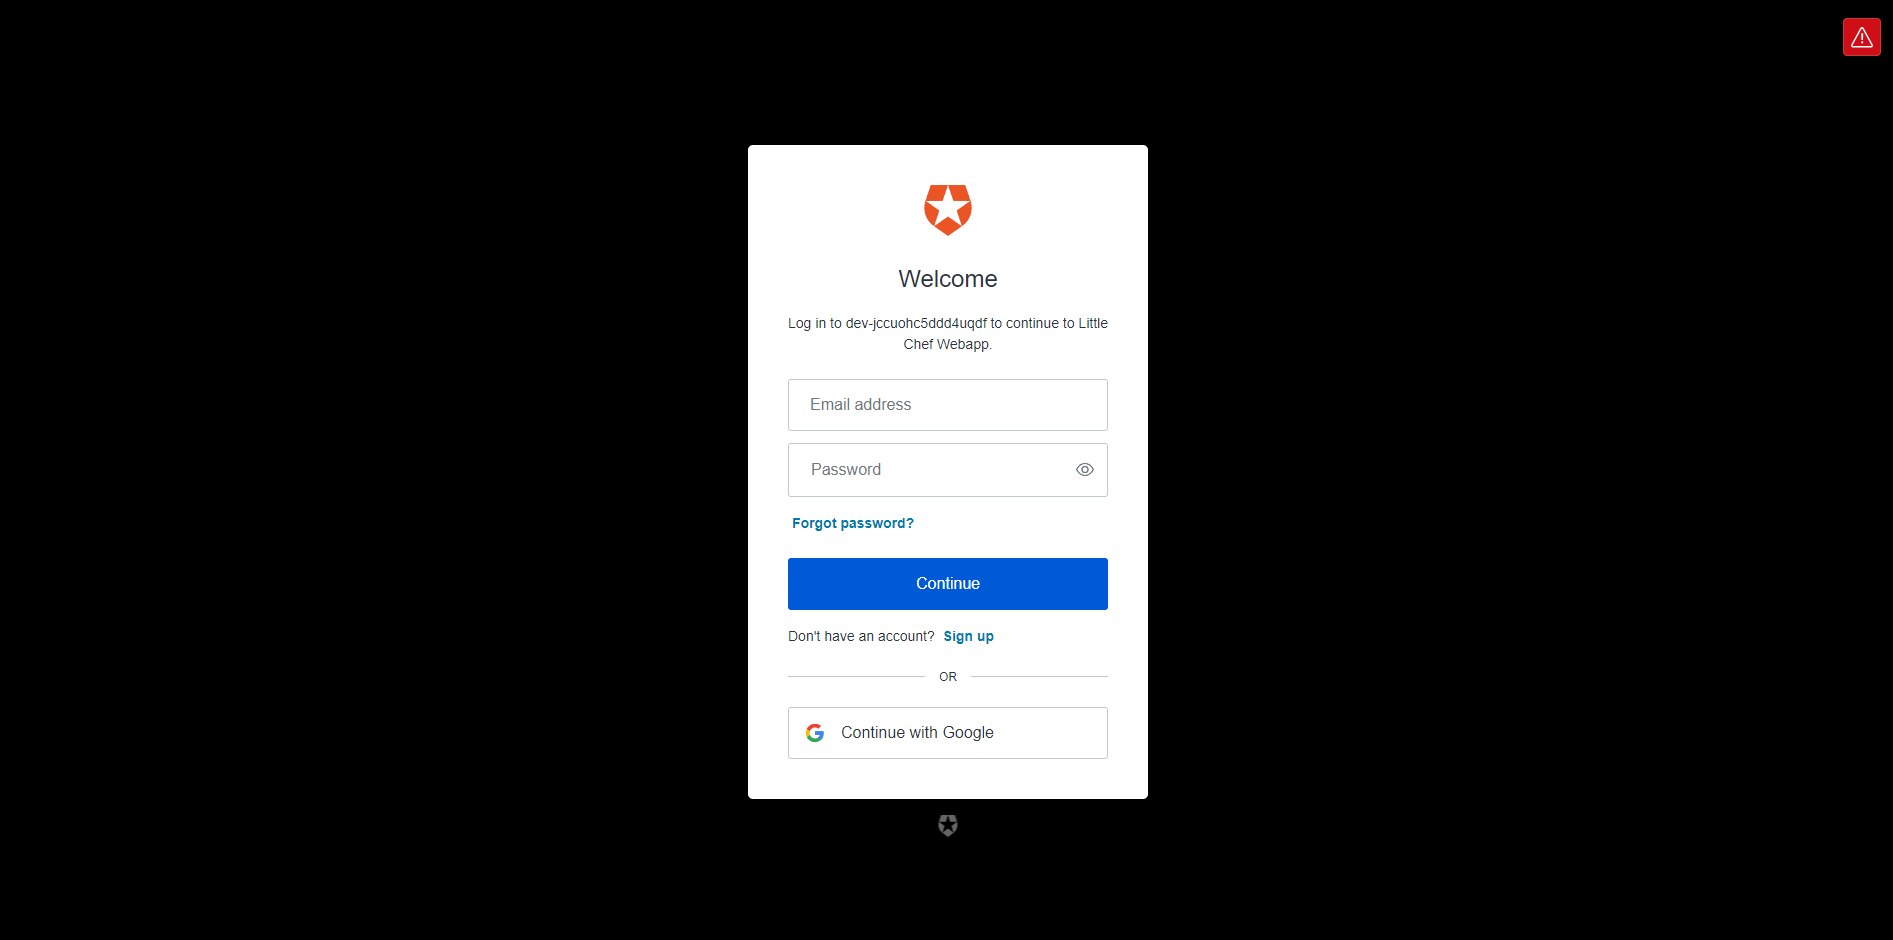 Welcome
Log in to dev-jccuohc5ddd4uqdf to continue to Little
Chef Webapp.
Email address
Password
Forgot password?
Continue
Don't have an account? Sign up
OR
Continue with Google